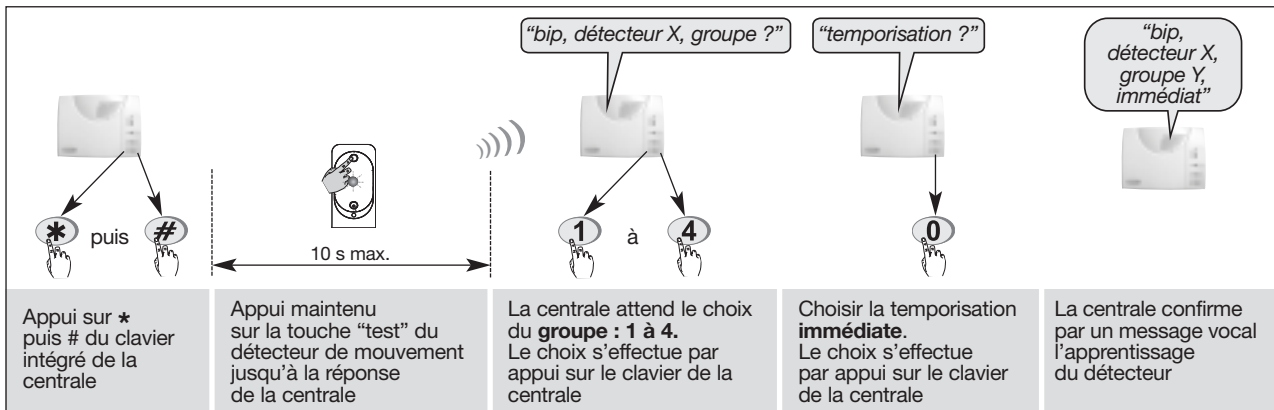 “bip, détecteur X, groupe ?”
“temporisation ?”
“bip,
détecteur X,
groupe Y,
immédiat”
* puis #
10 s max.
1 à 4
0
Appui sur *
puis # du clavier
intégré de la
centrale
Appui maintenu
sur la touche “test” du
détecteur de mouvement
jusqu’à la réponse
de la centrale
La centrale attend le choix
du groupe : 1 à 4.
Le choix s’effectue par
appui sur le clavier de la
centrale
Choisir la temporisation
immédiate.
Le choix s’effectue
par appui sur le clavier
de la centrale
La centrale confirme
par un message vocal
l’apprentissage
du détecteur